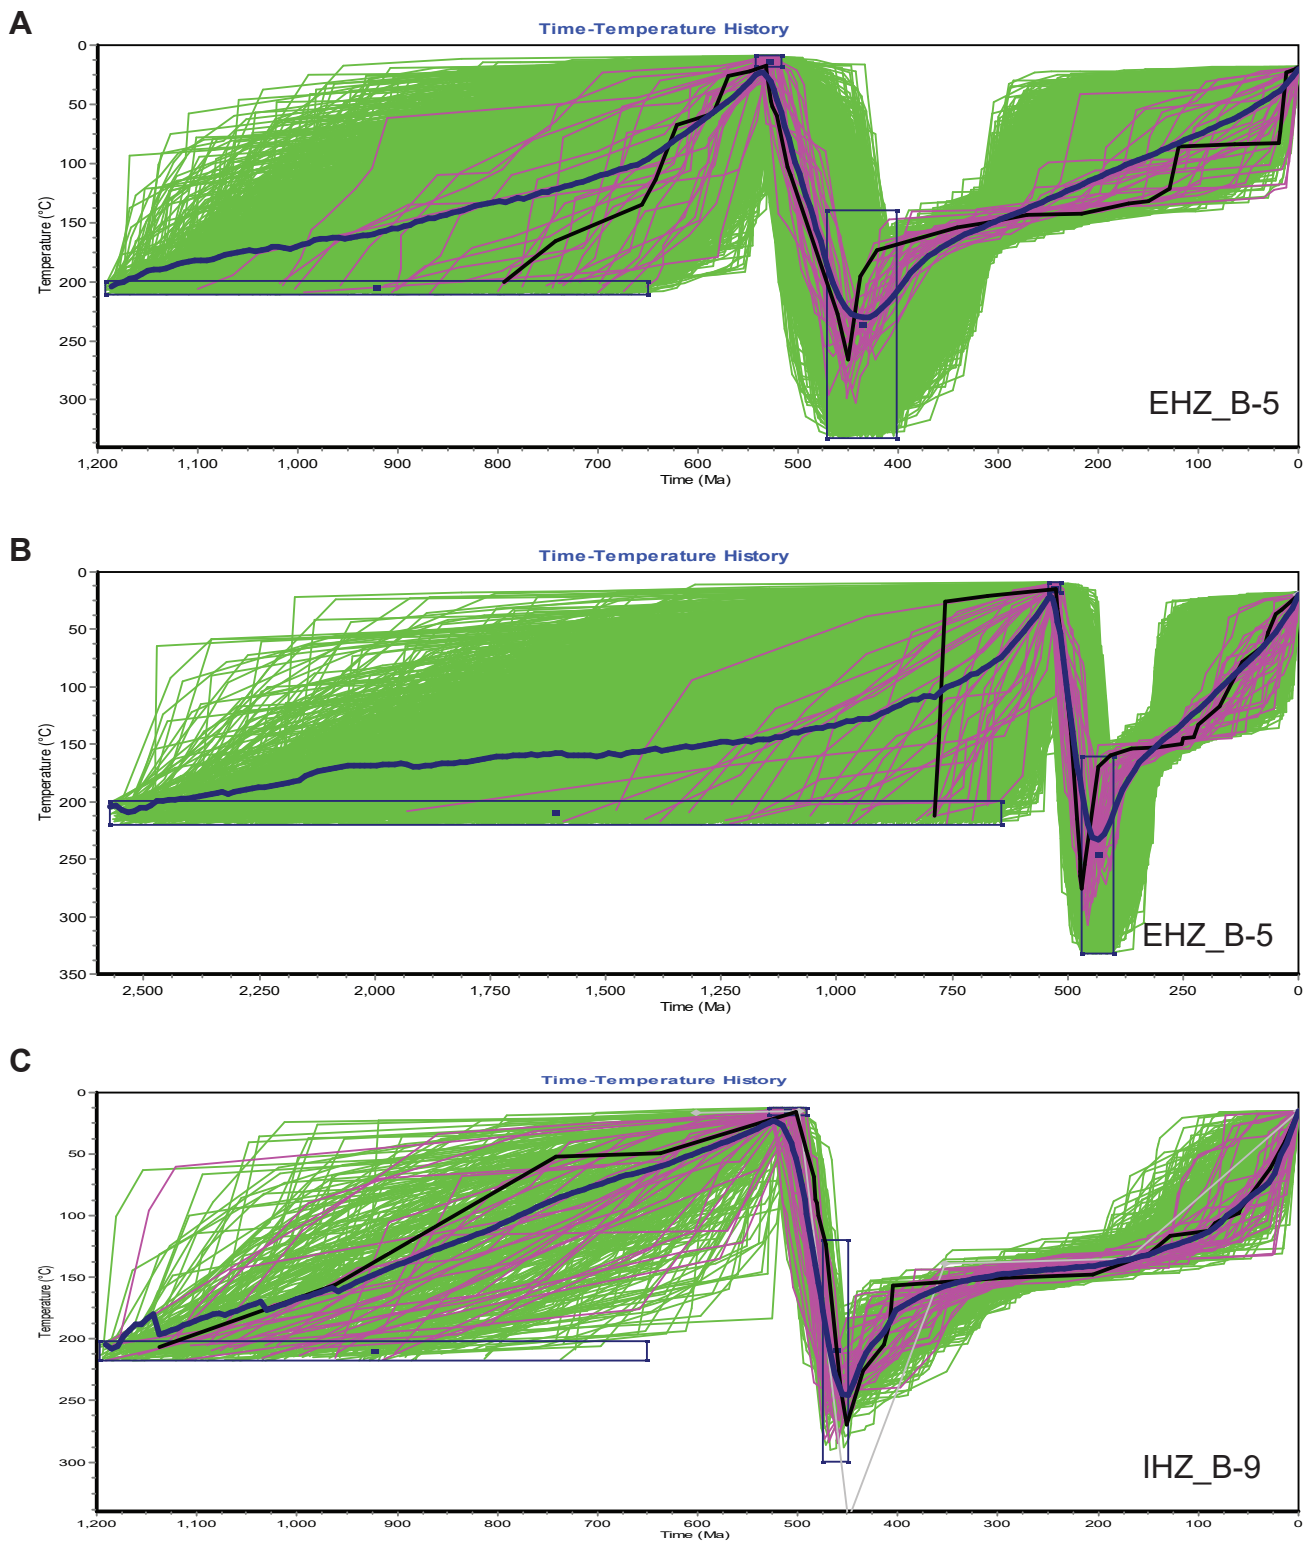 A
Time-Temperature History
Temperature (°C)
0
50
100
150
200
250
300
EHZ_B-5
1,200 1,100 1,000 900 800 700 600 500 400 300 200 100 0
Time (Ma)
B
Time-Temperature History
Temperature (°C)
0
50
100
150
200
250
300
350
EHZ_B-5
2,500 2,250 2,000 1,750 1,500 1,250 1,000 750 500 250 0
Time (Ma)
C
Time-Temperature History
Temperature (°C)
0
50
100
150
200
250
300
IHZ_B-9
1,200 1,100 1,000 900 800 700 600 500 400 300 200 100 0
Time (Ma)